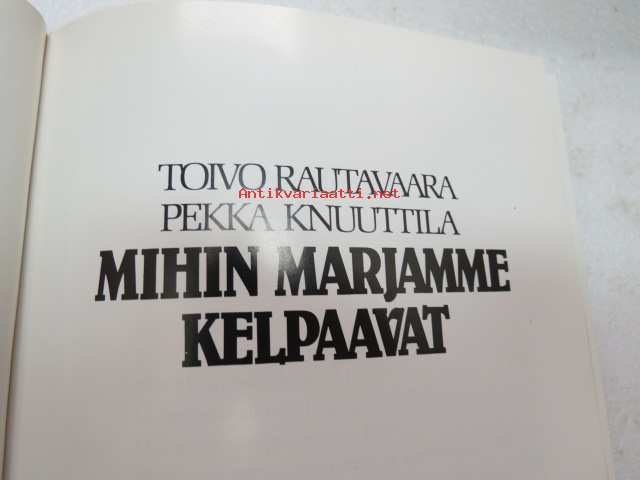 TOIVO RAUTAVAARA
Antikvariaatti.net
PEKKA KNUUTTILA
MIHIN MARJAMME
KELPAAVAT